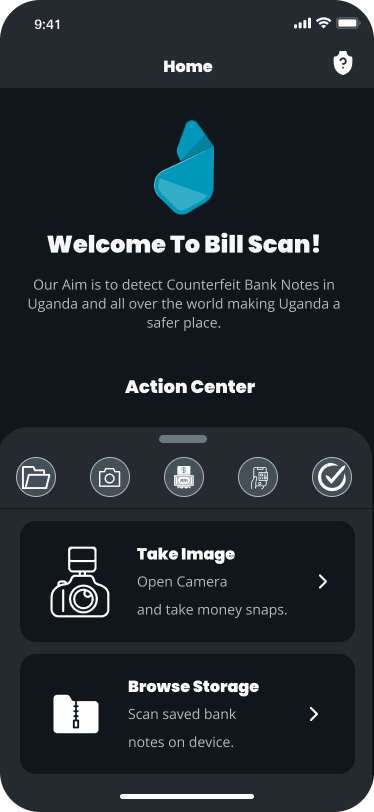 9:41
Home
Welcome To Bill Scan!
Our Aim is to detect Counterfeit Bank Notes in
Uganda and all over the world making Uganda a
safer place.
Action Center
Take Image
Open Camera
and take money snaps.
Browse Storage
Scan saved bank
notes on device.